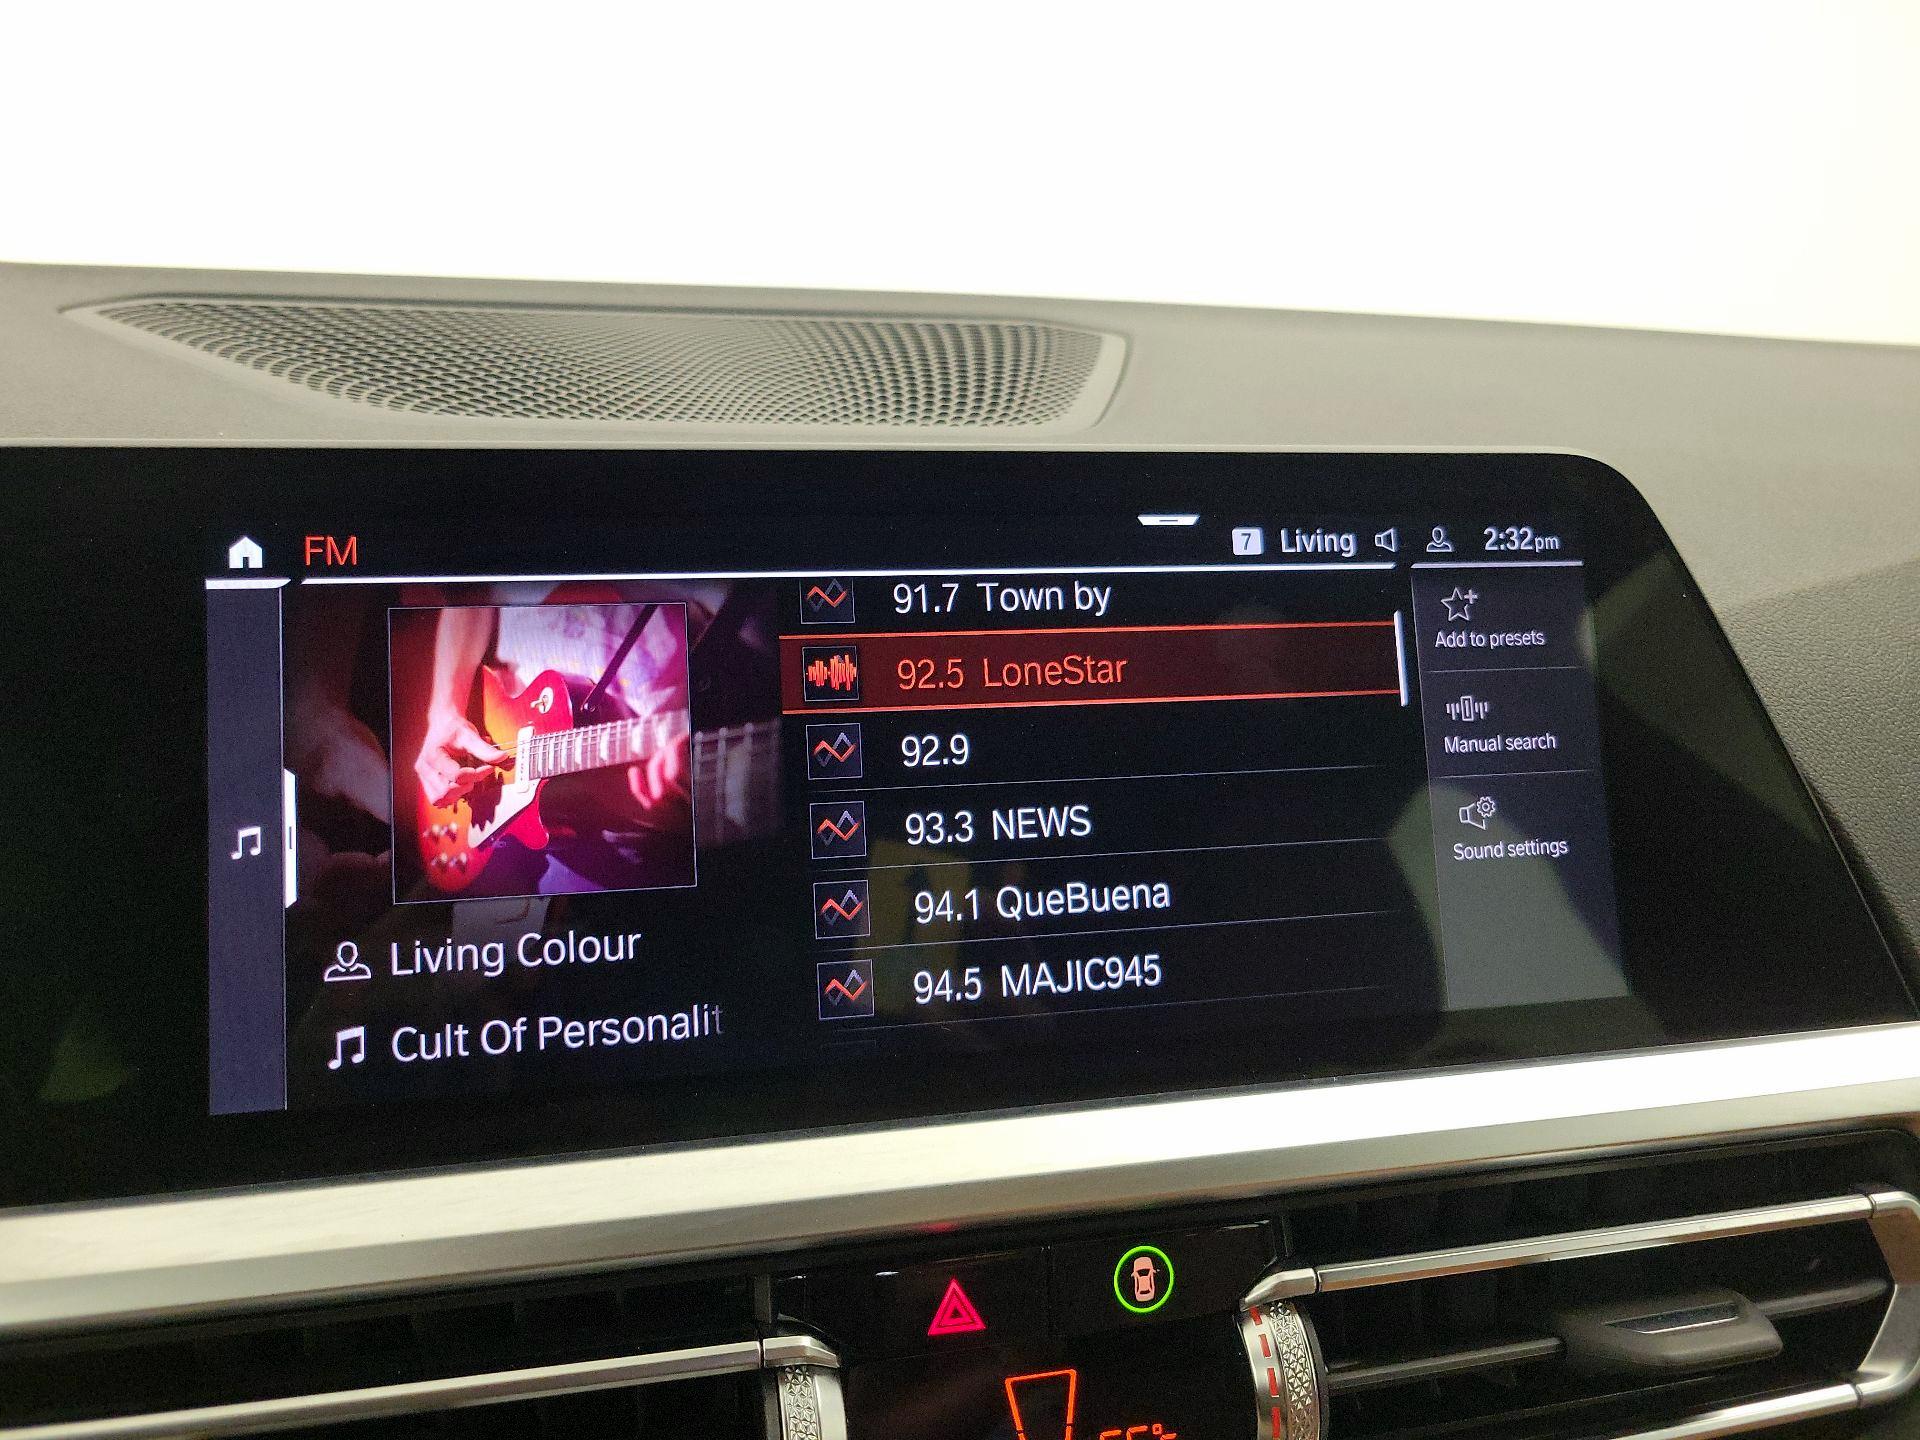 FM
7 Living 2:32pm
91.7 Town by
92.5 LoneStar
92.9
93.3 NEWS
94.1 QueBuena
94.5 MAJIC945
Living Colour
Cult Of Personalit
Add to presets
Manual search
Sound settings